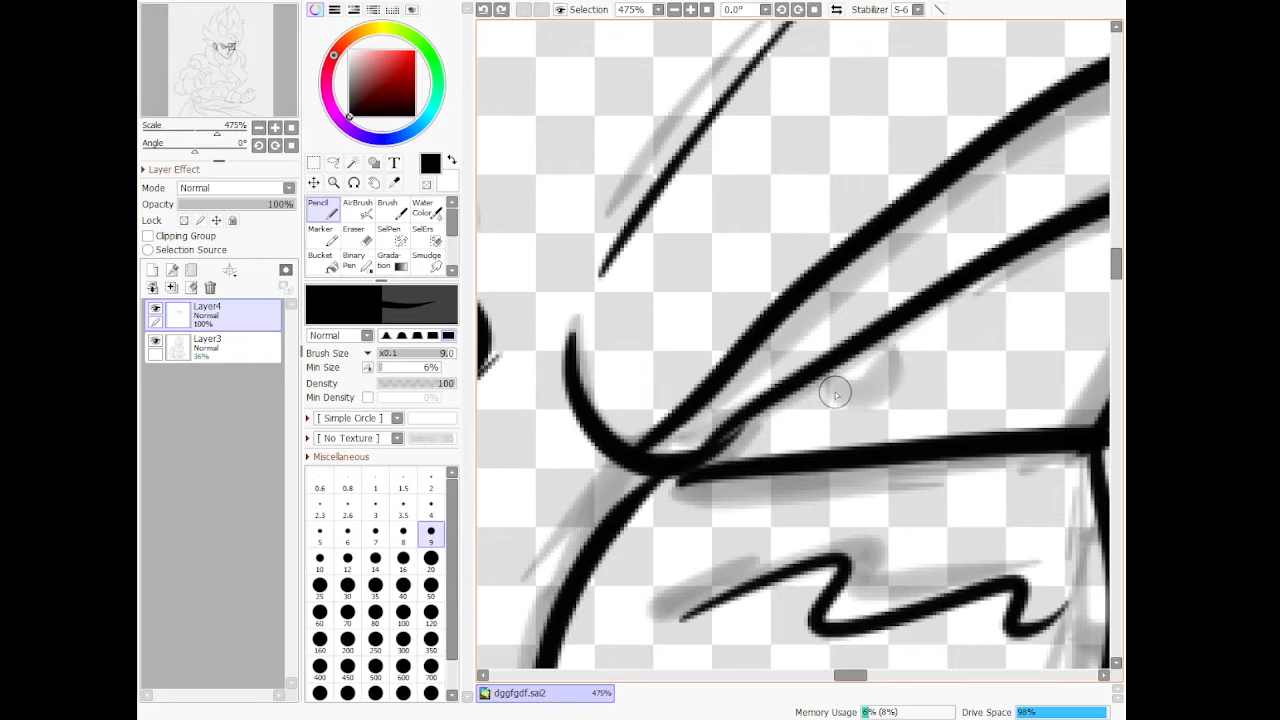 Selection 475% 0.0° Stabilizer S-6
Scale 475%
Angle 0°
Layer Effect
Mode Normal
Opacity 100%
Lock
Clipping Group
Selection Source
Layer4
Normal
100%
Layer3
Normal
36%
T
Pencil AirBrush Brush Water Color
Marker Eraser SelPen SelErs
Bucket Binary Pen Grada-tion Smudge
Normal
Brush Size x0.1 9.0
Min Size 6%
Density 100
Min Density 0%
[ Simple Circle ]
[ No Texture ]
Miscellaneous
0.6 0.8 1 1.5 2
2.3 2.6 3 3.5 4
5 6 7 8 9
10 12 14 16 20
25 30 35 40 50
60 70 80 100 120
160 200 250 300 350
400 450 500 600 700
dggfgdf.sai2 475%
Memory Usage 6% (8%) Drive Space 98%